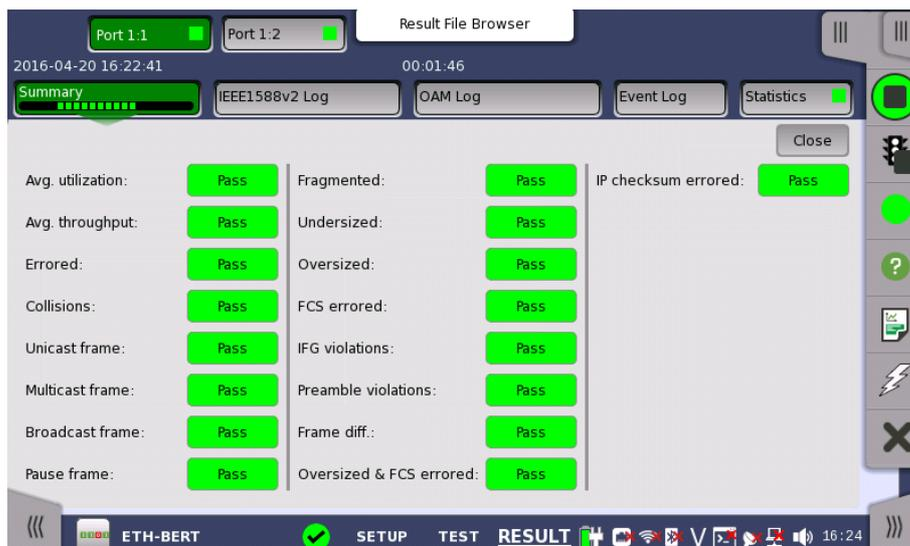 Result File Browser
Port 1:1
Port 1:2
2016-04-20 16:22:41
00:01:46
Summary
IEEE1588v2 Log
OAM Log
Event Log
Statistics
Close
Avg. utilization: Pass
Fragmented: Pass
IP checksum errored: Pass
Avg. throughput: Pass
Undersized: Pass
Errored: Pass
Oversized: Pass
Collisions: Pass
FCS errored: Pass
Unicast frame: Pass
IFG violations: Pass
Multicast frame: Pass
Preamble violations: Pass
Broadcast frame: Pass
Frame diff.: Pass
Pause frame: Pass
Oversized & FCS errored: Pass
ETH-BERT
SETUP
TEST
RESULT
V
16:24